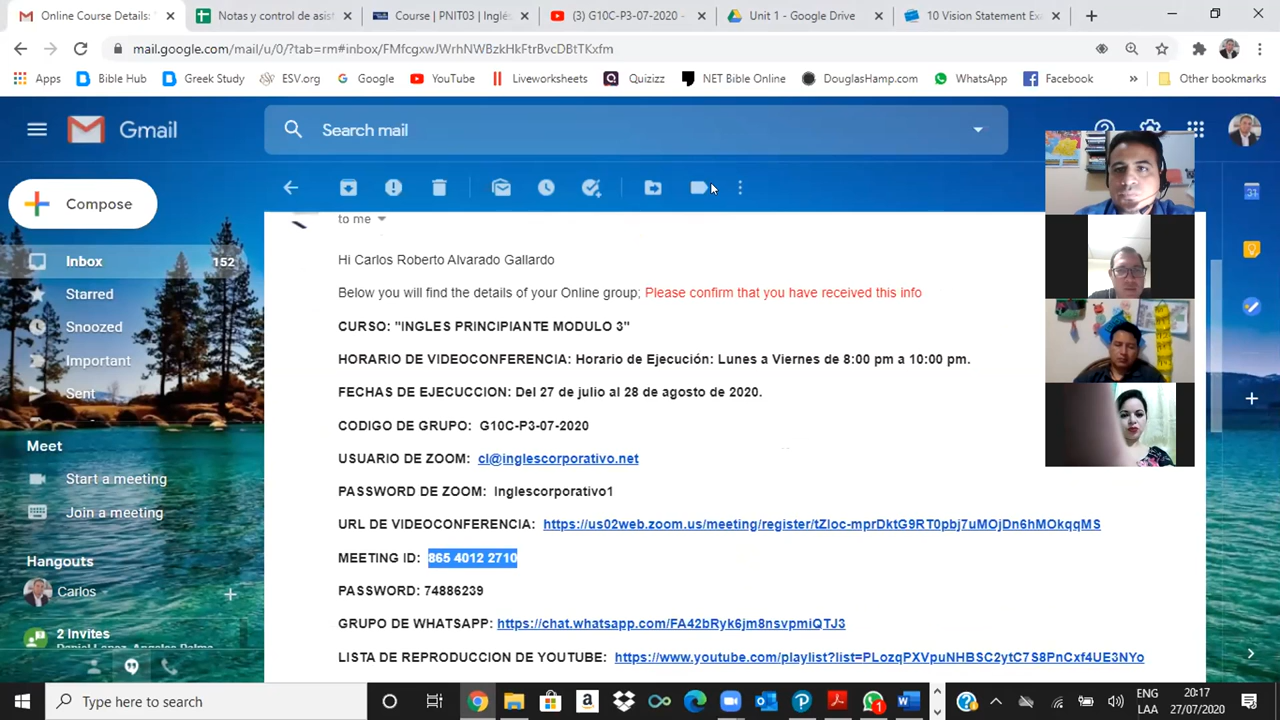 Online Course Details:
Notas y control de asist
Course | PNIT03 | Inglés
(3) G10C-P3-07-2020 -
Unit 1 - Google Drive
10 Vision Statement Exa
mail.google.com/mail/u/0/?tab=rm#inbox/FMfcgxwJWrhNWBzkHkFtrBvcDBtTKxfm
Apps
Bible Hub
Greek Study
ESV.org
Google
YouTube
Liveworksheets
Quizizz
NET Bible Online
DouglasHamp.com
WhatsApp
Facebook
Other bookmarks
Gmail
Search mail
Compose
Inbox 152
Starred
Snoozed
Important
Sent
Meet
Start a meeting
Join a meeting
Hangouts
Carlos
2 Invites
to me
Hi Carlos Roberto Alvarado Gallardo
Below you will find the details of your Online group; Please confirm that you have received this info
CURSO: "INGLES PRINCIPIANTE MODULO 3"
HORARIO DE VIDEOCONFERENCIA: Horario de Ejecución: Lunes a Viernes de 8:00 pm a 10:00 pm.
FECHAS DE EJECUCION: Del 27 de julio al 28 de agosto de 2020.
CODIGO DE GRUPO: G10C-P3-07-2020
USUARIO DE ZOOM: cl@inglescorporativo.net
PASSWORD DE ZOOM: Inglescorporativo1
URL DE VIDEOCONFERENCIA: https://us02web.zoom.us/meeting/register/tZIoc-mprDktG9RT0pbj7uMOjDn6hMOkqqMS
MEETING ID: 865 4012 2710
PASSWORD: 74886239
GRUPO DE WHATSAPP: https://chat.whatsapp.com/FA42bRyk6jm8nsvpmiQTJ3
LISTA DE REPRODUCCION DE YOUTUBE: https://www.youtube.com/playlist?list=PLozqPXVpuNHBSC2ytC7S8PnCxf4UE3NYo
Type here to search
ENG
LAA
20:17
27/07/2020